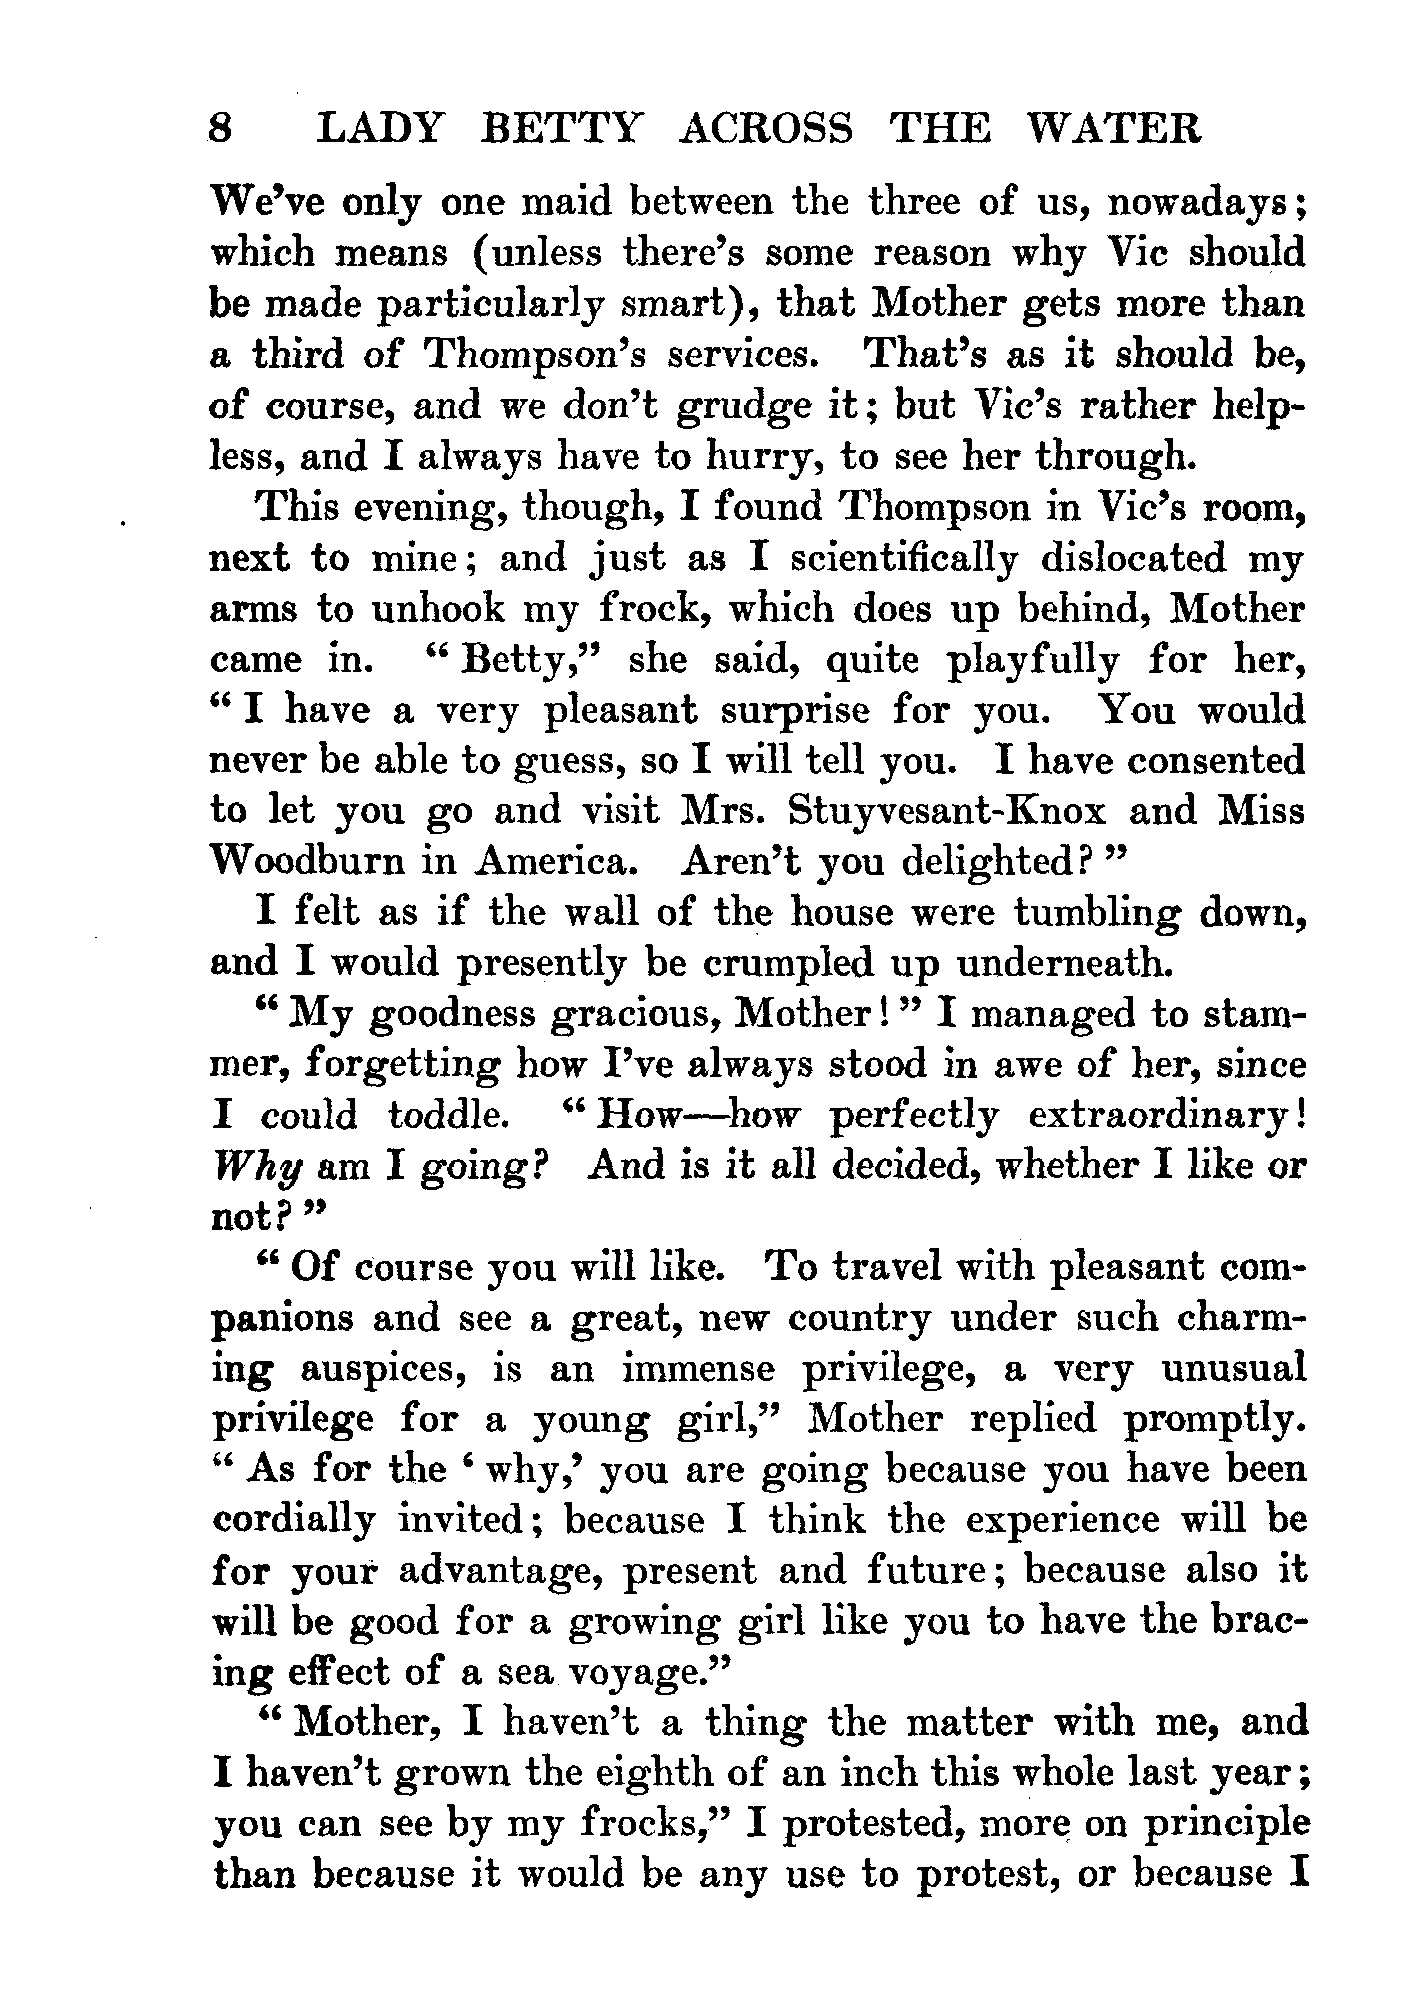 8 LADY BETTY ACROSS THE WATER
We've only one maid between the three of us, nowadays;
which means (unless there's some reason why Vic should
be made particularly smart), that Mother gets more than
a third of Thompson's services. That's as it should be,
of course, and we don't grudge it; but Vic's rather help-
less, and I always have to hurry, to see her through.
This evening, though, I found Thompson in Vic's room,
next to mine; and just as I scientifically dislocated my
arms to unhook my frock, which does up behind, Mother
came in. "Betty," she said, quite playfully for her,
"I have a very pleasant surprise for you. You would
never be able to guess, so I will tell you. I have consented
to let you go and visit Mrs. Stuyvesant-Knox and Miss
Woodburn in America. Aren't you delighted?"
I felt as if the wall of the house were tumbling down,
and I would presently be crumpled up underneath.
"My goodness gracious, Mother!" I managed to stam-
mer, forgetting how I've always stood in awe of her, since
I could toddle. "How—how perfectly extraordinary!
Why am I going? And is it all decided, whether I like or
not?"
"Of course you will like. To travel with pleasant com-
panions and see a great, new country under such charm-
ing auspices, is an immense privilege, a very unusual
privilege for a young girl," Mother replied promptly.
"As for the 'why,' you are going because you have been
cordially invited; because I think the experience will be
for your advantage, present and future; because also it
will be good for a growing girl like you to have the brac-
ing effect of a sea voyage."
"Mother, I haven't a thing the matter with me, and
I haven't grown the eighth of an inch this whole last year;
you can see by my frocks," I protested, more on principle
than because it would be any use to protest, or because I